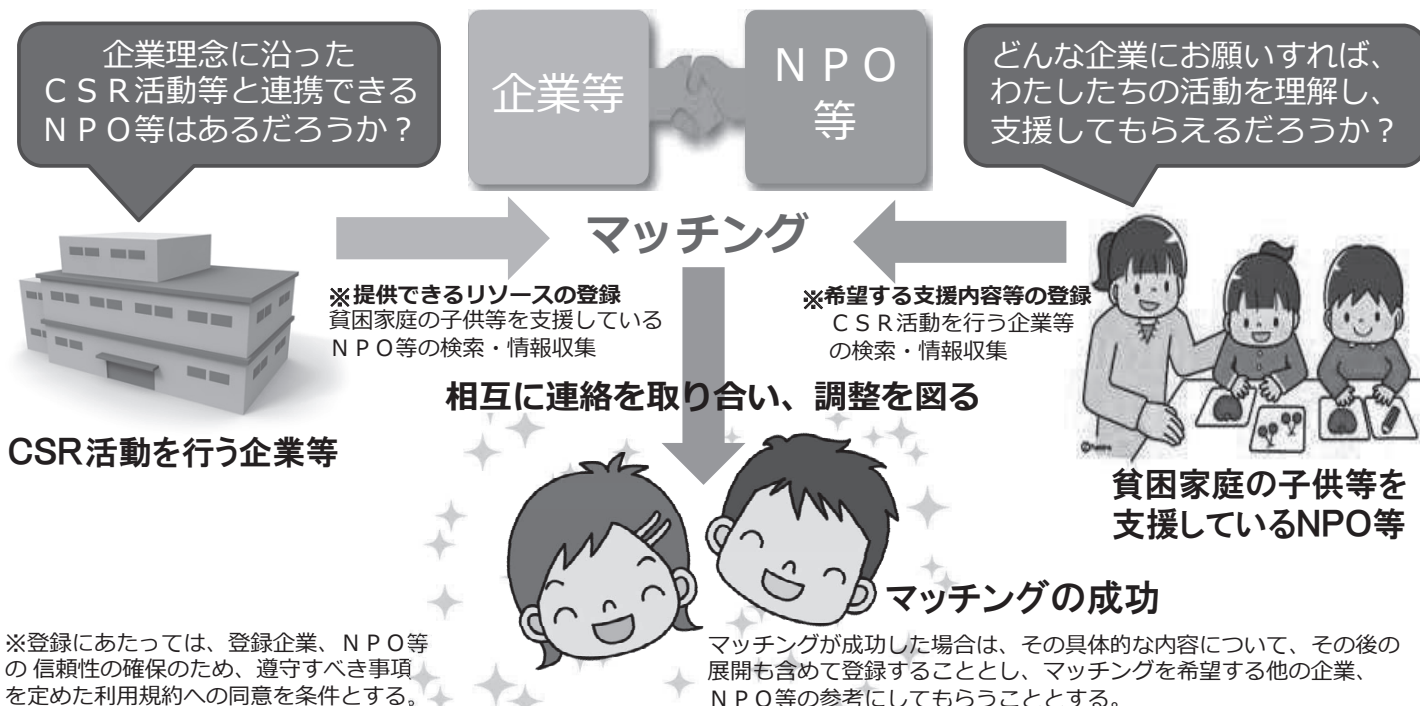 企業理念に沿った
ＣＳＲ活動等と連携できる
ＮＰＯ等はあるだろうか？
企業等
ＮＰＯ
等
どんな企業にお願いすれば、
わたしたちの活動を理解し、
支援してもらえるだろうか？
マッチング
※提供できるリソースの登録
貧困家庭の子供等を支援している
ＮＰＯ等の検索・情報収集
※希望する支援内容等の登録
ＣＳＲ活動を行う企業等
の検索・情報収集
相互に連絡を取り合い、調整を図る
CSR活動を行う企業等
貧困家庭の子供等を
支援しているNPO等
マッチングの成功
※登録にあたっては、登録企業、ＮＰＯ等
の 信頼性の確保のため、遵守すべき事項
を定めた利用規約への同意を条件とする。
マッチングが成功した場合は、その具体的な内容について、その後の
展開も含めて登録することとし、マッチングを希望する他の企業、
ＮＰＯ等の参考にしてもらうこととする。